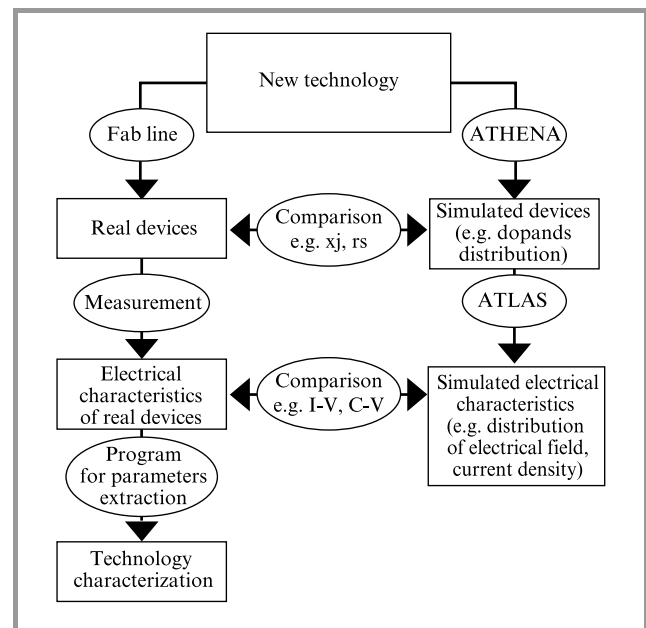 New technology
Fab line
ATHENA
Real devices
Comparison
e.g. xj, rs
Simulated devices
(e.g. dopands
distribution)
Measurement
ATLAS
Electrical
characteristics
of real devices
Comparison
e.g. I-V, C-V
Simulated electrical
characteristics
(e.g. distribution
of electrical field,
current density)
Program
for parameters
extraction
Technology
characterization